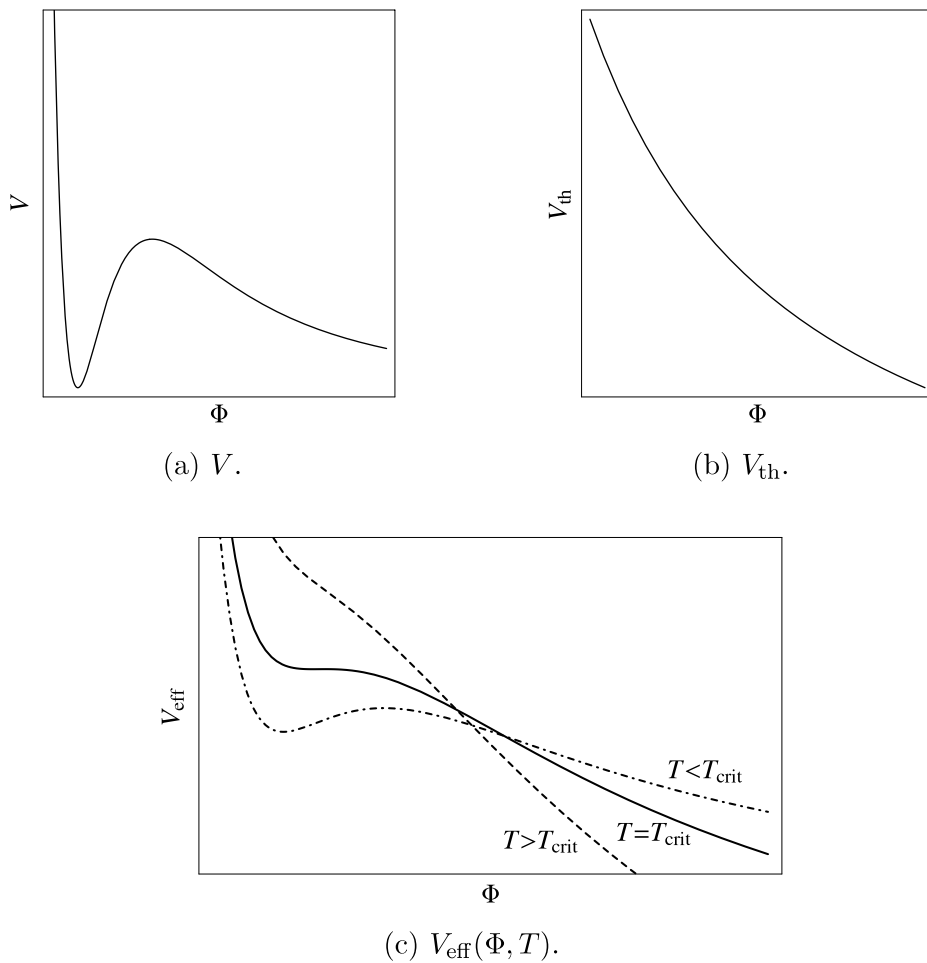 V
Φ
(a) V.
V_th
Φ
(b) V_th.
V_eff
T<T_crit
T=T_crit
T>T_crit
Φ
(c) V_eff(Φ, T).